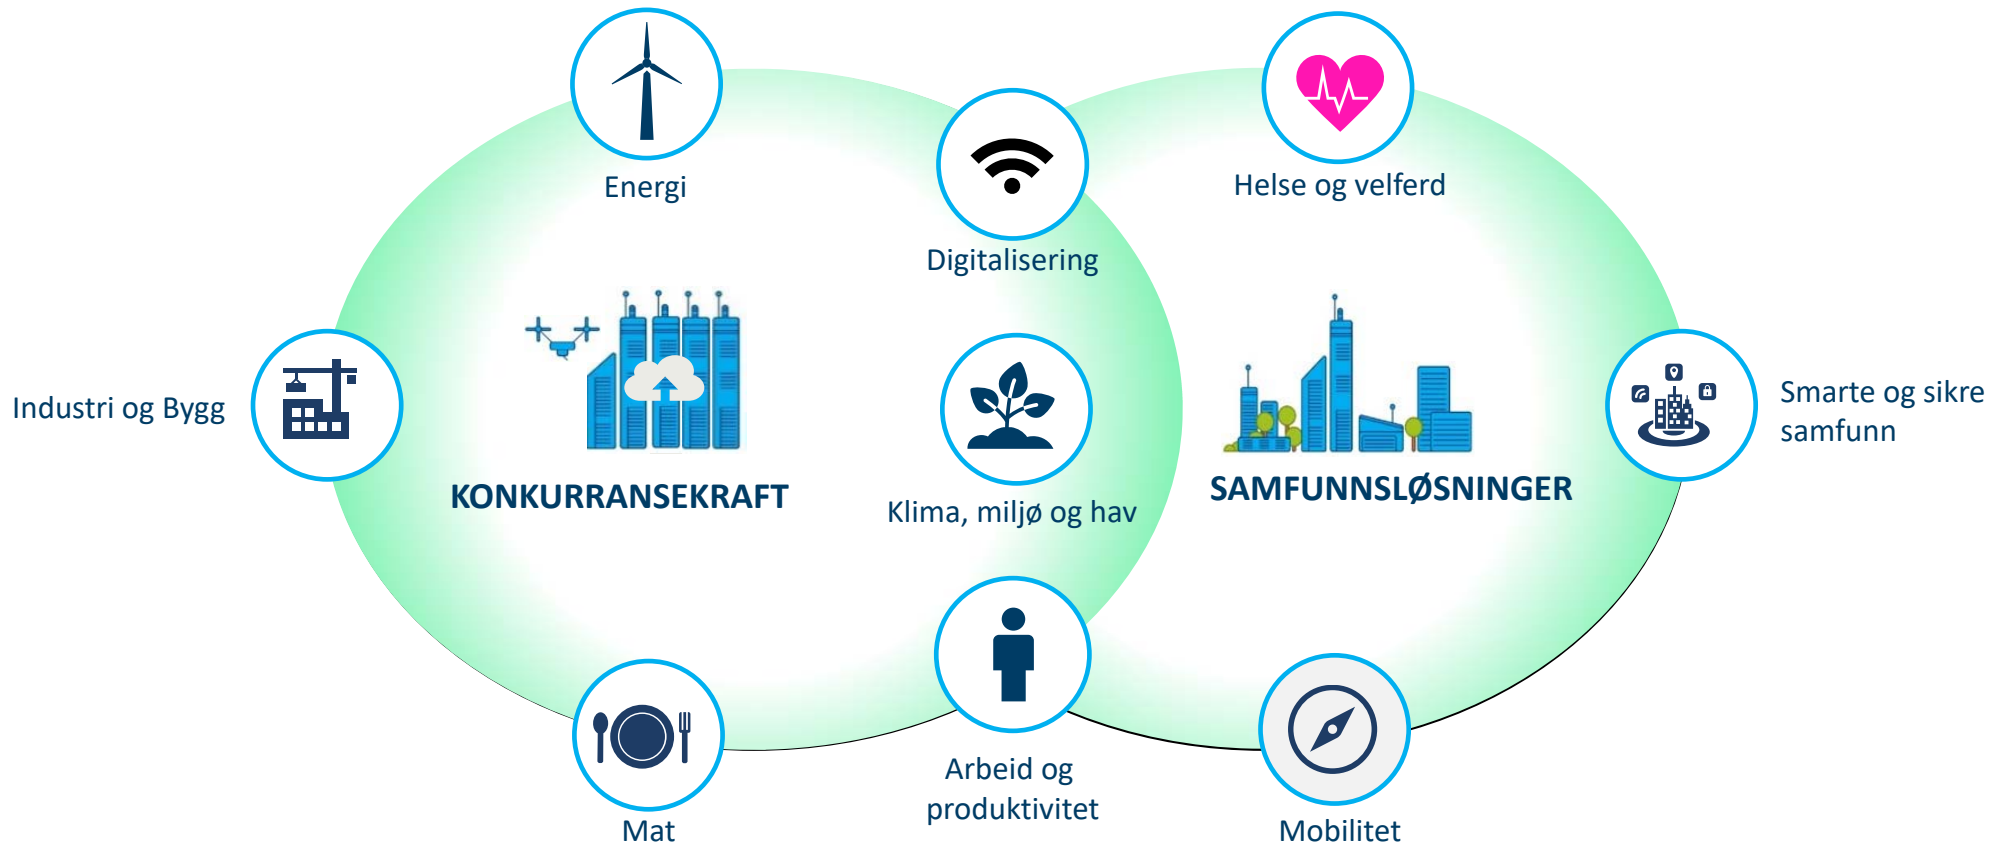 Energi
Helse og velferd
Digitalisering
Industri og Bygg
Smarte og sikre
samfunn
KONKURRANSEKRAFT
SAMFUNNSLØSNINGER
Klima, miljø og hav
Arbeid og
produktivitet
Mat
Mobilitet